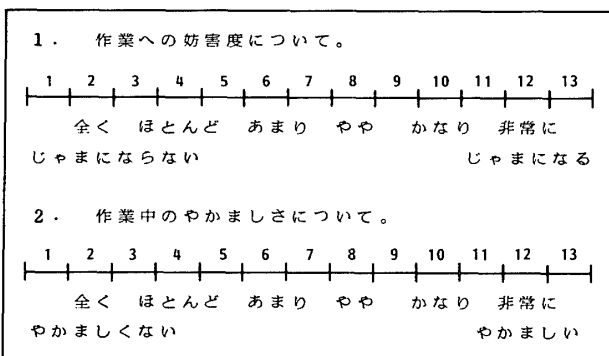 1. 作業への妨害度について。
1 2 3 4 5 6 7 8 9 10 11 12 13
全く ほとんど あまり やや かなり 非常に
じゃまにならない じゃまになる
2. 作業中のやかましさについて。
1 2 3 4 5 6 7 8 9 10 11 12 13
全く ほとんど あまり やや かなり 非常に
やかましくない やかましい